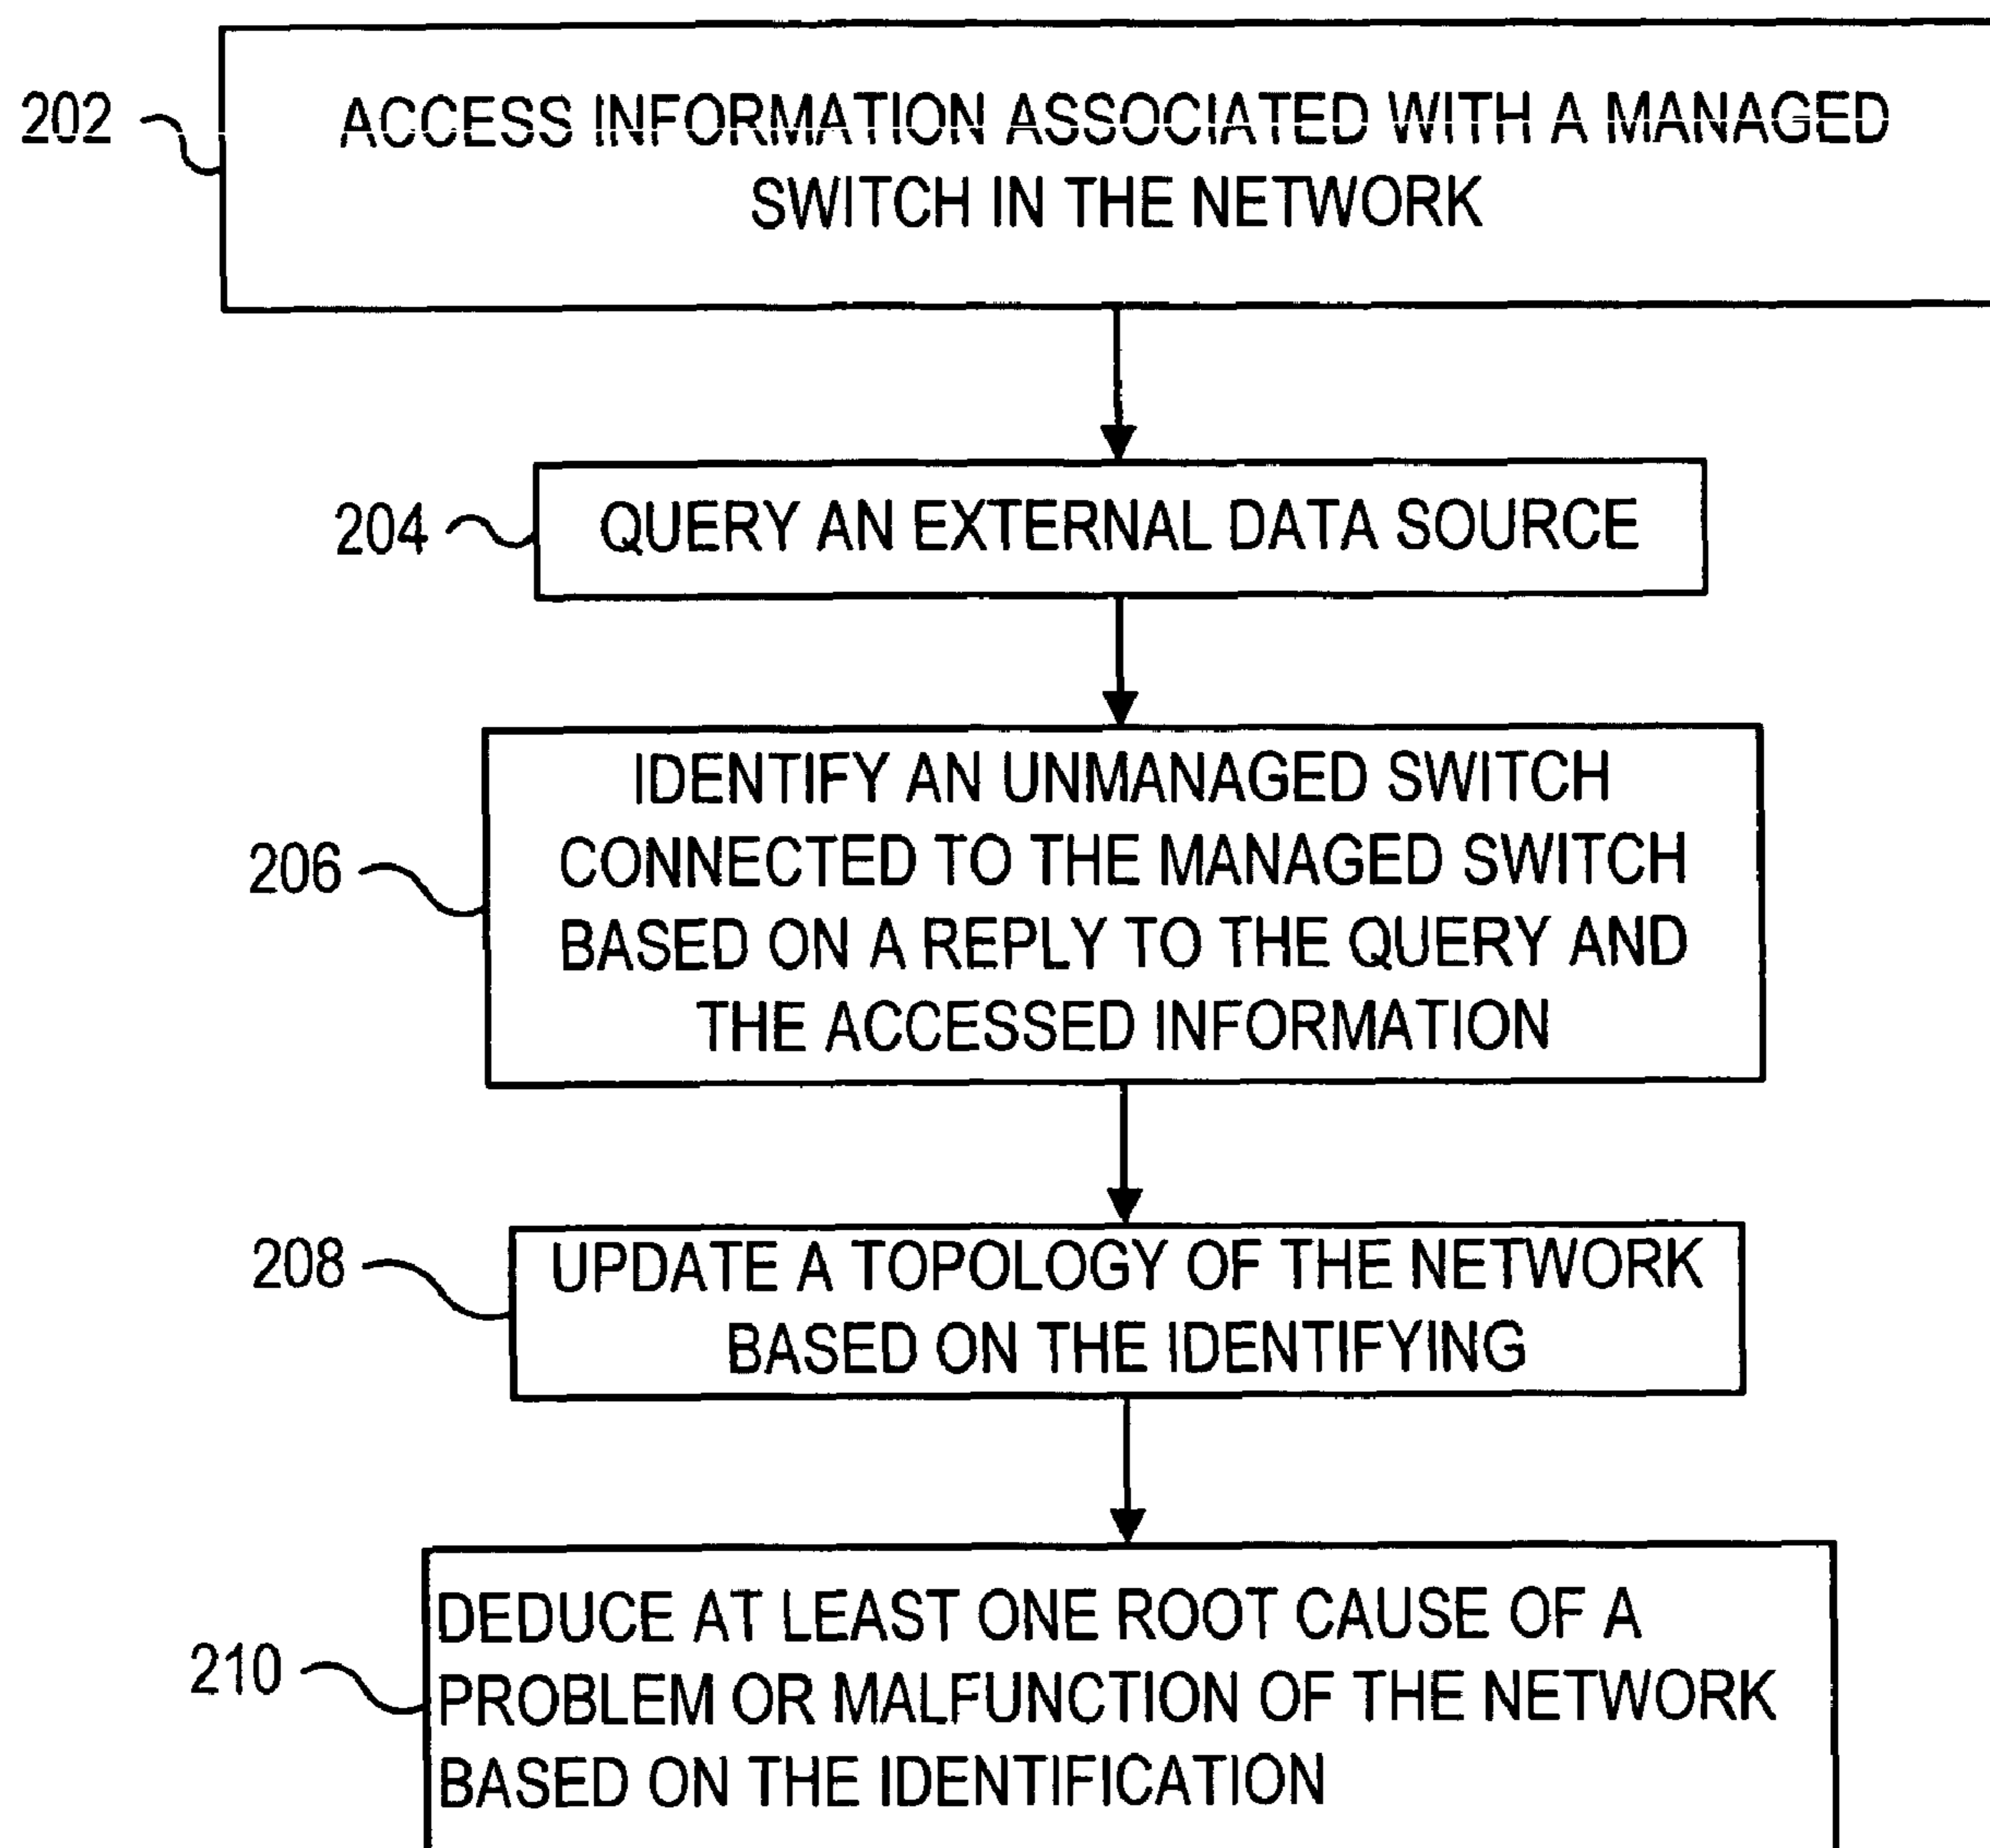 202
ACCESS INFORMATION ASSOCIATED WITH A MANAGED
SWITCH IN THE NETWORK
204
QUERY AN EXTERNAL DATA SOURCE
206
IDENTIFY AN UNMANAGED SWITCH
CONNECTED TO THE MANAGED SWITCH
BASED ON A REPLY TO THE QUERY AND
THE ACCESSED INFORMATION
208
UPDATE A TOPOLOGY OF THE NETWORK
BASED ON THE IDENTIFYING
210
DEDUCE AT LEAST ONE ROOT CAUSE OF A
PROBLEM OR MALFUNCTION OF THE NETWORK
BASED ON THE IDENTIFICATION